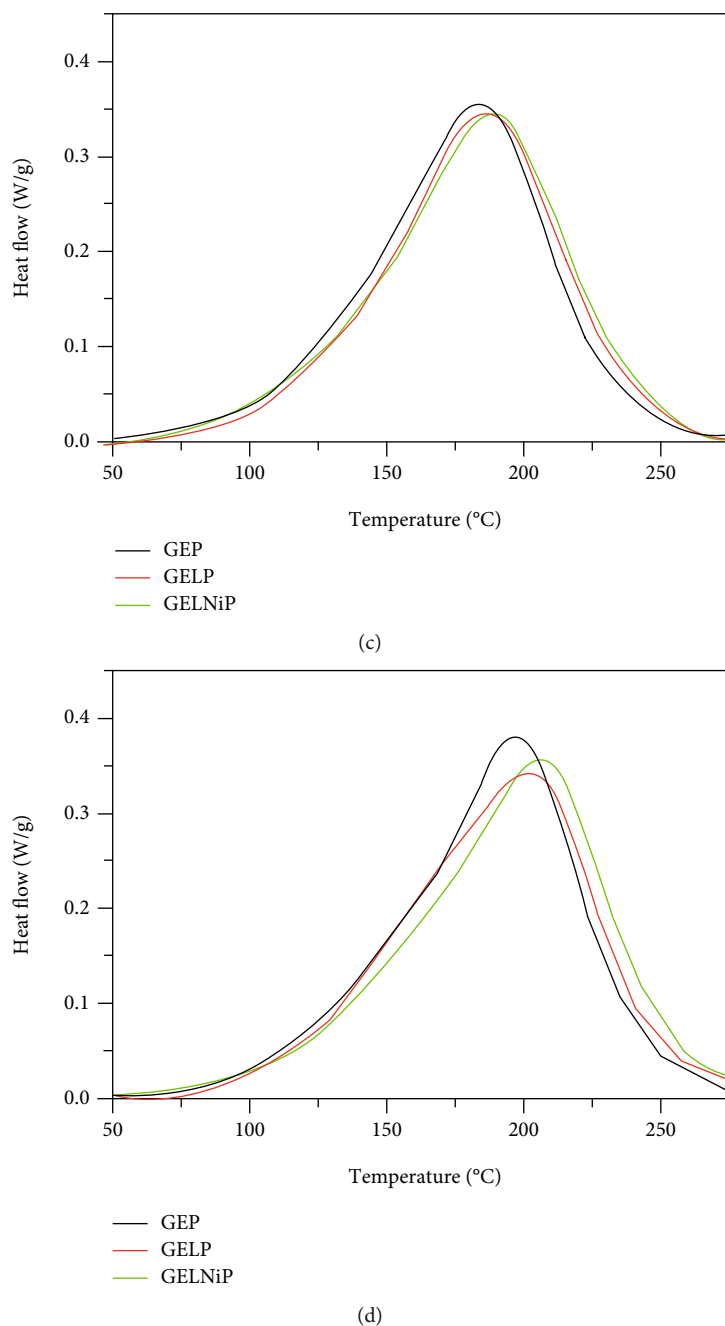 0.4
0.3
0.2
0.1
0.0
Heat flow (W/g)
50 100 150 200 250
Temperature (°C)
GEP
GELP
GELNiP
(c)
0.4
0.3
0.2
0.1
0.0
Heat flow (W/g)
50 100 150 200 250
Temperature (°C)
GEP
GELP
GELNiP
(d)